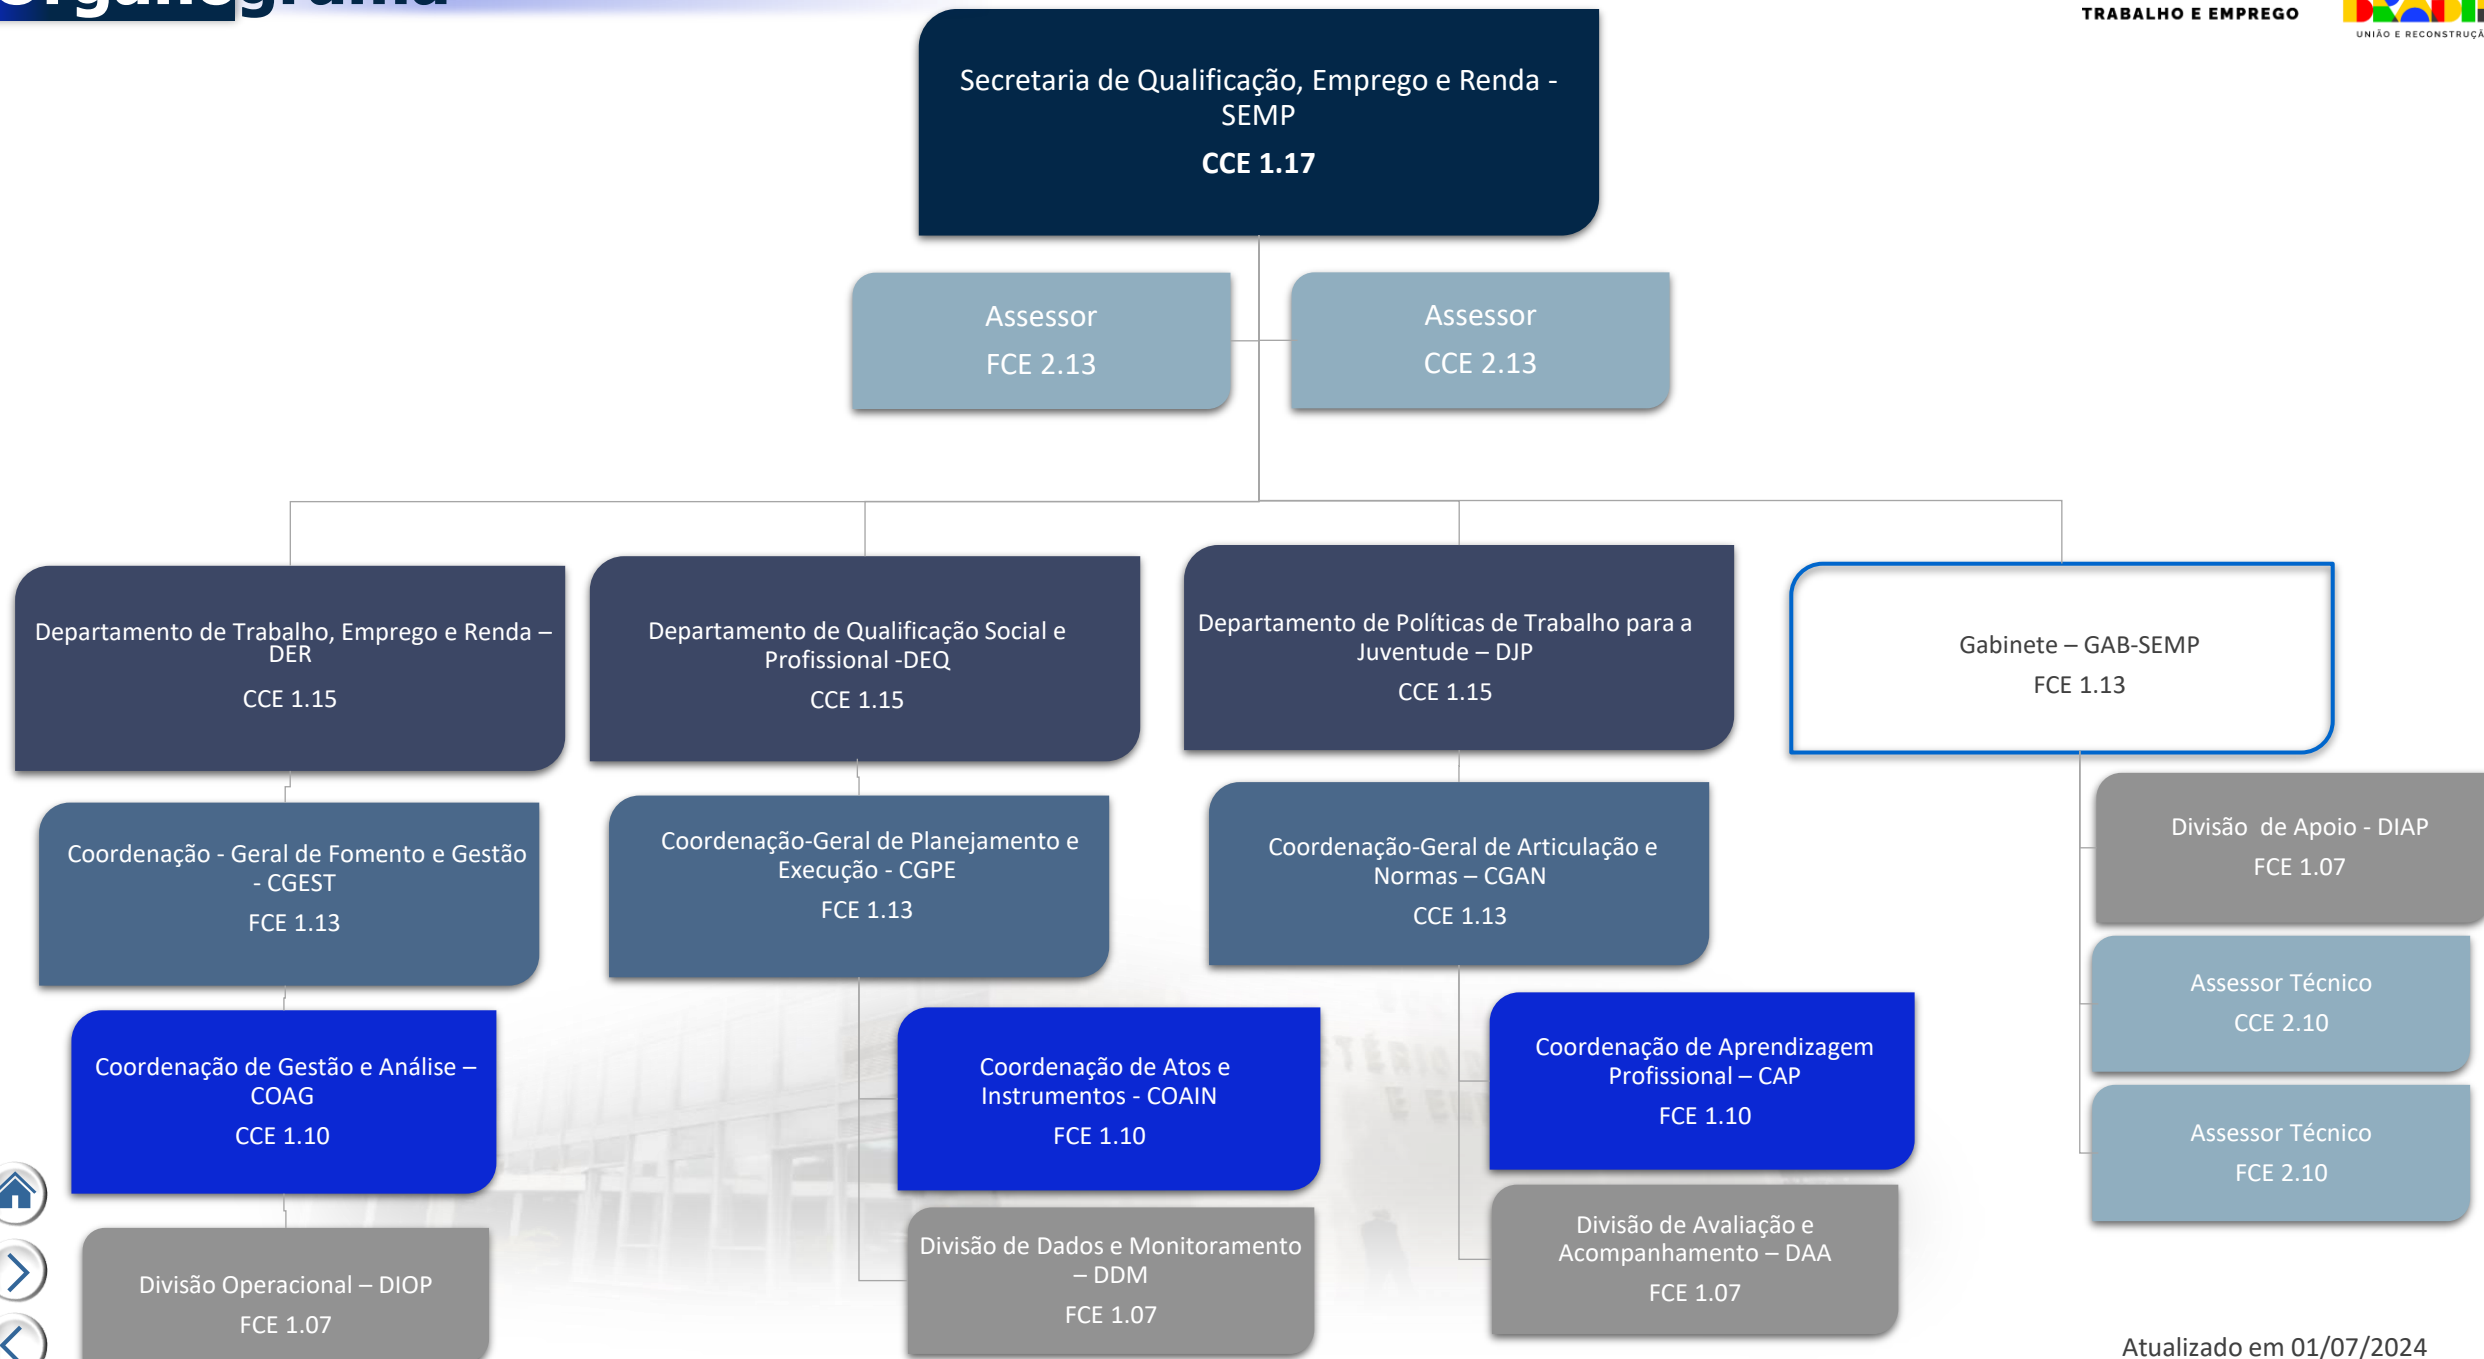 Organograma
TRABALHO E EMPREGO
BRASIL
UNIÃO E RECONSTRUÇÃ
Secretaria de Qualificação, Emprego e Renda -
SEMP
CCE 1.17
Assessor
FCE 2.13
Assessor
CCE 2.13
Departamento de Trabalho, Emprego e Renda –
DER
CCE 1.15
Departamento de Qualificação Social e
Profissional -DEQ
CCE 1.15
Departamento de Políticas de Trabalho para a
Juventude – DJP
CCE 1.15
Gabinete – GAB-SEMP
FCE 1.13
Coordenação - Geral de Fomento e Gestão
- CGEST
FCE 1.13
Coordenação-Geral de Planejamento e
Execução - CGPE
FCE 1.13
Coordenação-Geral de Articulação e
Normas – CGAN
CCE 1.13
Divisão  de Apoio - DIAP
FCE 1.07
Assessor Técnico
CCE 2.10
Assessor Técnico
FCE 2.10
Coordenação de Gestão e Análise –
COAG
CCE 1.10
Coordenação de Atos e
Instrumentos - COAIN
FCE 1.10
Coordenação de Aprendizagem
Profissional – CAP
FCE 1.10
Divisão Operacional – DIOP
FCE 1.07
Divisão de Dados e Monitoramento
– DDM
FCE 1.07
Divisão de Avaliação e
Acompanhamento – DAA
FCE 1.07
Atualizado em 01/07/2024